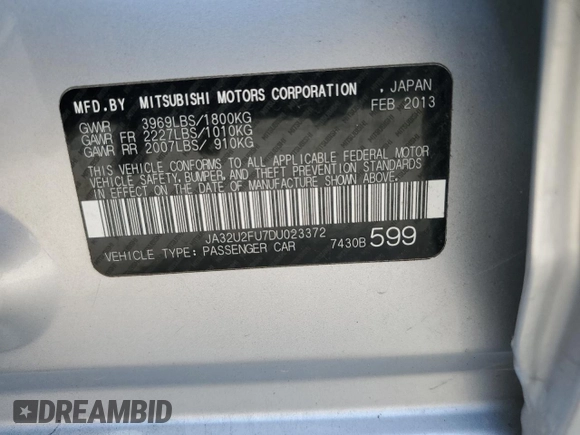 MFD.BY MITSUBISHI MOTORS CORPORATION , JAPAN
GVWR 3969LBS/1800KG FEB 2013
GAWR FR 2227LBS/1010KG
GAWR RR 2007LBS/ 910KG
THIS VEHICLE CONFORMS TO ALL APPLICABLE FEDERAL MOTOR
VEHICLE SAFETY, BUMPER, AND THEFT PREVENTION STANDARDS
IN EFFECT ON THE DATE OF MANUFACTURE SHOWN ABOVE.
JA32U2FU7DU023372
VEHICLE TYPE: PASSENGER CAR 7430B 599
DREAMBID